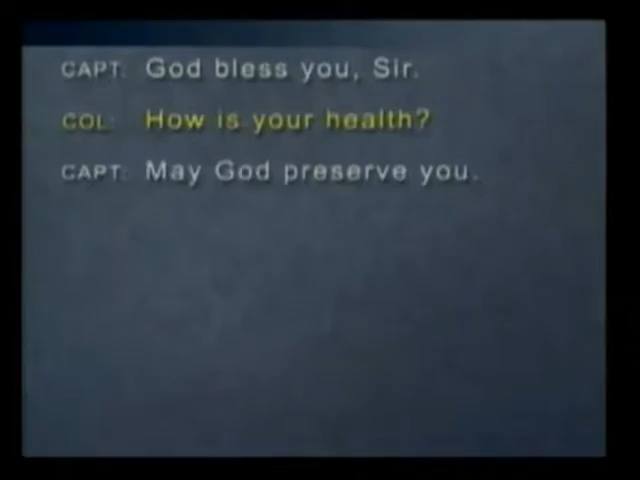 CAPT: God bless you, Sir.
COL: How is your health?
CAPT: May God preserve you.